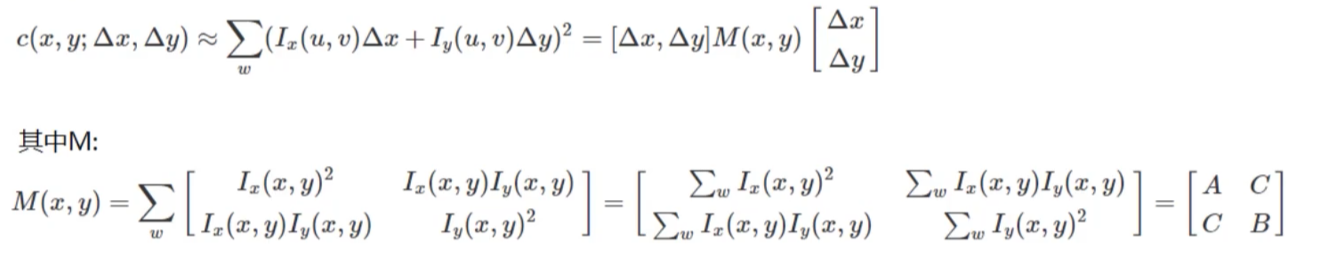 c(x, y; Δx, Δy) ≈ ∑_w (I_x(u, v)Δx + I_y(u, v)Δy)² = [Δx, Δy]M(x, y) [Δx; Δy]
其中M:
M(x, y) = ∑_w [I_x(x, y)² I_x(x, y)I_y(x, y); I_x(x, y)I_y(x, y) I_y(x, y)²] = [∑_w I_x(x, y)² ∑_w I_x(x, y)I_y(x, y); ∑_w I_x(x, y)I_y(x, y) ∑_w I_y(x, y)²] = [A C; C B]